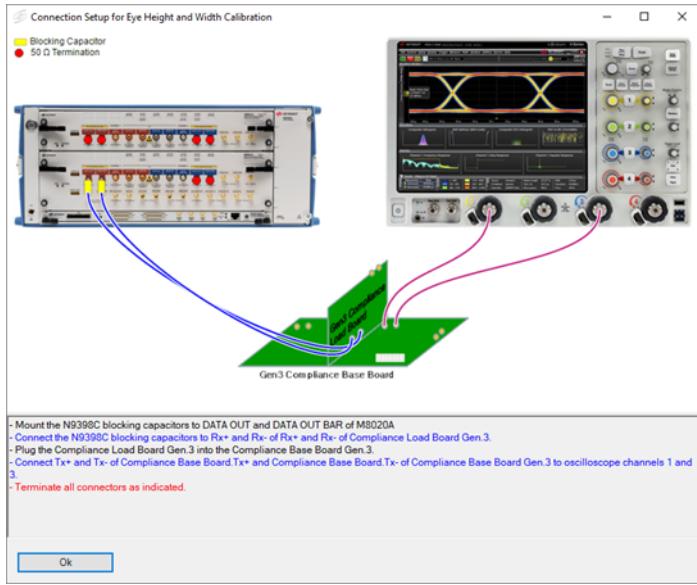 Connection Setup for Eye Height and Width Calibration
Blocking Capacitor
50 Ω Termination
1
2
3
4
Gen3 Compliance
Load Board
Gen3 Compliance Base Board
- Mount the N9398C blocking capacitors to DATA OUT and DATA OUT BAR of M8020A
- Connect the N9398C blocking capacitors to Rx+ and Rx- of Rx+ and Rx- of Compliance Load Board Gen.3.
- Plug the Compliance Load Board Gen.3 into the Compliance Base Board Gen.3.
- Connect Tx+ and Tx- of Compliance Base Board.Tx+ and Compliance Base Board.Tx- of Compliance Base Board Gen.3 to oscilloscope channels 1 and
3.
- Terminate all connectors as indicated.
Ok